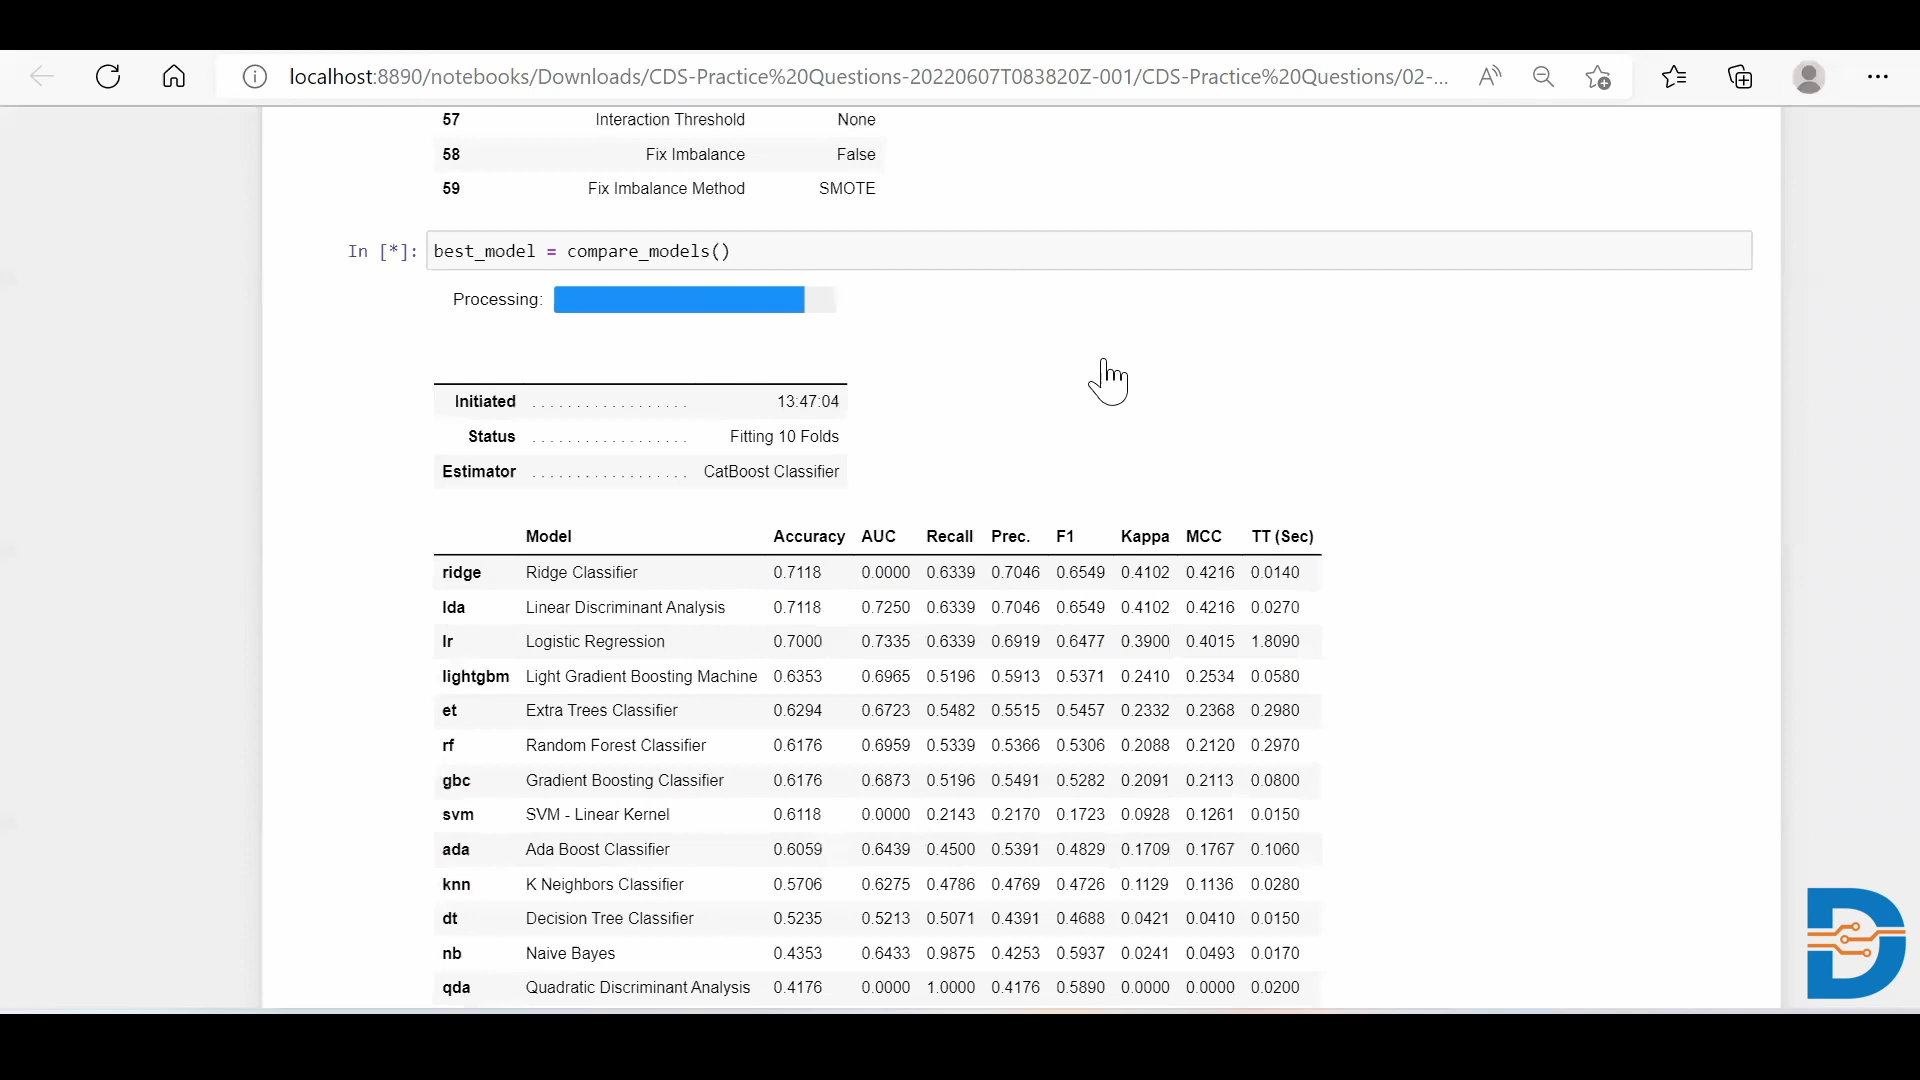 localhost:8890/notebooks/Downloads/CDS-Practice%20Questions-20220607T083820Z-001/CDS-Practice%20Questions/02-...
57 Interaction Threshold None
58 Fix Imbalance False
59 Fix Imbalance Method SMOTE
In [*]: best_model = compare_models()
Processing:
Initiated . . . . . . . . . . . . . . . . . . 13:47:04
Status . . . . . . . . . . . . . . . . . . Fitting 10 Folds
Estimator . . . . . . . . . . . . . . . . . . CatBoost Classifier
Model Accuracy AUC Recall Prec. F1 Kappa MCC TT (Sec)
ridge Ridge Classifier 0.7118 0.0000 0.6339 0.7046 0.6549 0.4102 0.4216 0.0140
lda Linear Discriminant Analysis 0.7118 0.7250 0.6339 0.7046 0.6549 0.4102 0.4216 0.0270
lr Logistic Regression 0.7000 0.7335 0.6339 0.6919 0.6477 0.3900 0.4015 1.8090
lightgbm Light Gradient Boosting Machine 0.6353 0.6965 0.5196 0.5913 0.5371 0.2410 0.2534 0.0580
et Extra Trees Classifier 0.6294 0.6723 0.5482 0.5515 0.5457 0.2332 0.2368 0.2980
rf Random Forest Classifier 0.6176 0.6959 0.5339 0.5366 0.5306 0.2088 0.2120 0.2970
gbc Gradient Boosting Classifier 0.6176 0.6873 0.5196 0.5491 0.5282 0.2091 0.2113 0.0800
svm SVM - Linear Kernel 0.6118 0.0000 0.2143 0.2170 0.1723 0.0928 0.1261 0.0150
ada Ada Boost Classifier 0.6059 0.6439 0.4500 0.5391 0.4829 0.1709 0.1767 0.1060
knn K Neighbors Classifier 0.5706 0.6275 0.4786 0.4769 0.4726 0.1129 0.1136 0.0280
dt Decision Tree Classifier 0.5235 0.5213 0.5071 0.4391 0.4688 0.0421 0.0410 0.0150
nb Naive Bayes 0.4353 0.6433 0.9875 0.4253 0.5937 0.0241 0.0493 0.0170
qda Quadratic Discriminant Analysis 0.4176 0.0000 1.0000 0.4176 0.5890 0.0000 0.0000 0.0200